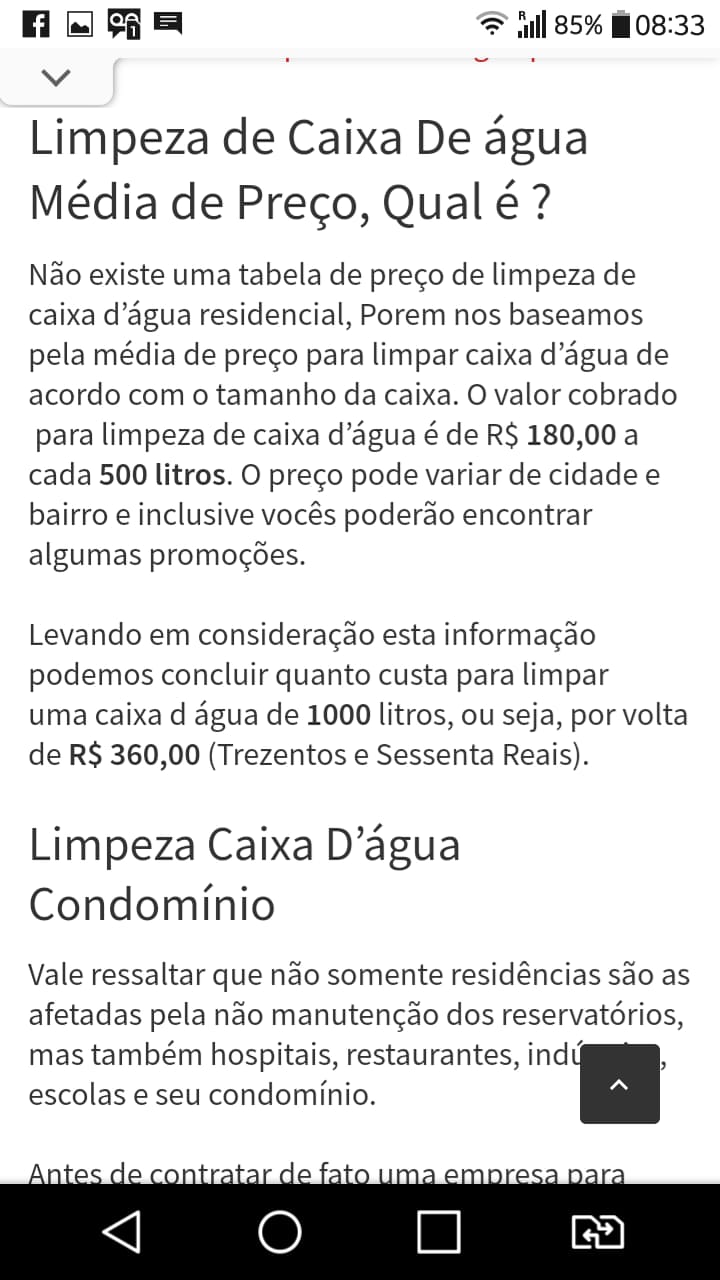 R 85% 08:33
1
Limpeza de Caixa De água
Média de Preço, Qual é ?
Não existe uma tabela de preço de limpeza de
caixa d’água residencial, Porem nos baseamos
pela média de preço para limpar caixa d’água de
acordo com o tamanho da caixa. O valor cobrado
para limpeza de caixa d’água é de R$ 180,00 a
cada 500 litros. O preço pode variar de cidade e
bairro e inclusive vocês poderão encontrar
algumas promoções.
Levando em consideração esta informação
podemos concluir quanto custa para limpar
uma caixa d água de 1000 litros, ou seja, por volta
de R$ 360,00 (Trezentos e Sessenta Reais).
Limpeza Caixa D’água
Condomínio
Vale ressaltar que não somente residências são as
afetadas pela não manutenção dos reservatórios,
mas também hospitais, restaurantes,
escolas e seu condomínio.
Antes de contratar de fato uma empresa para